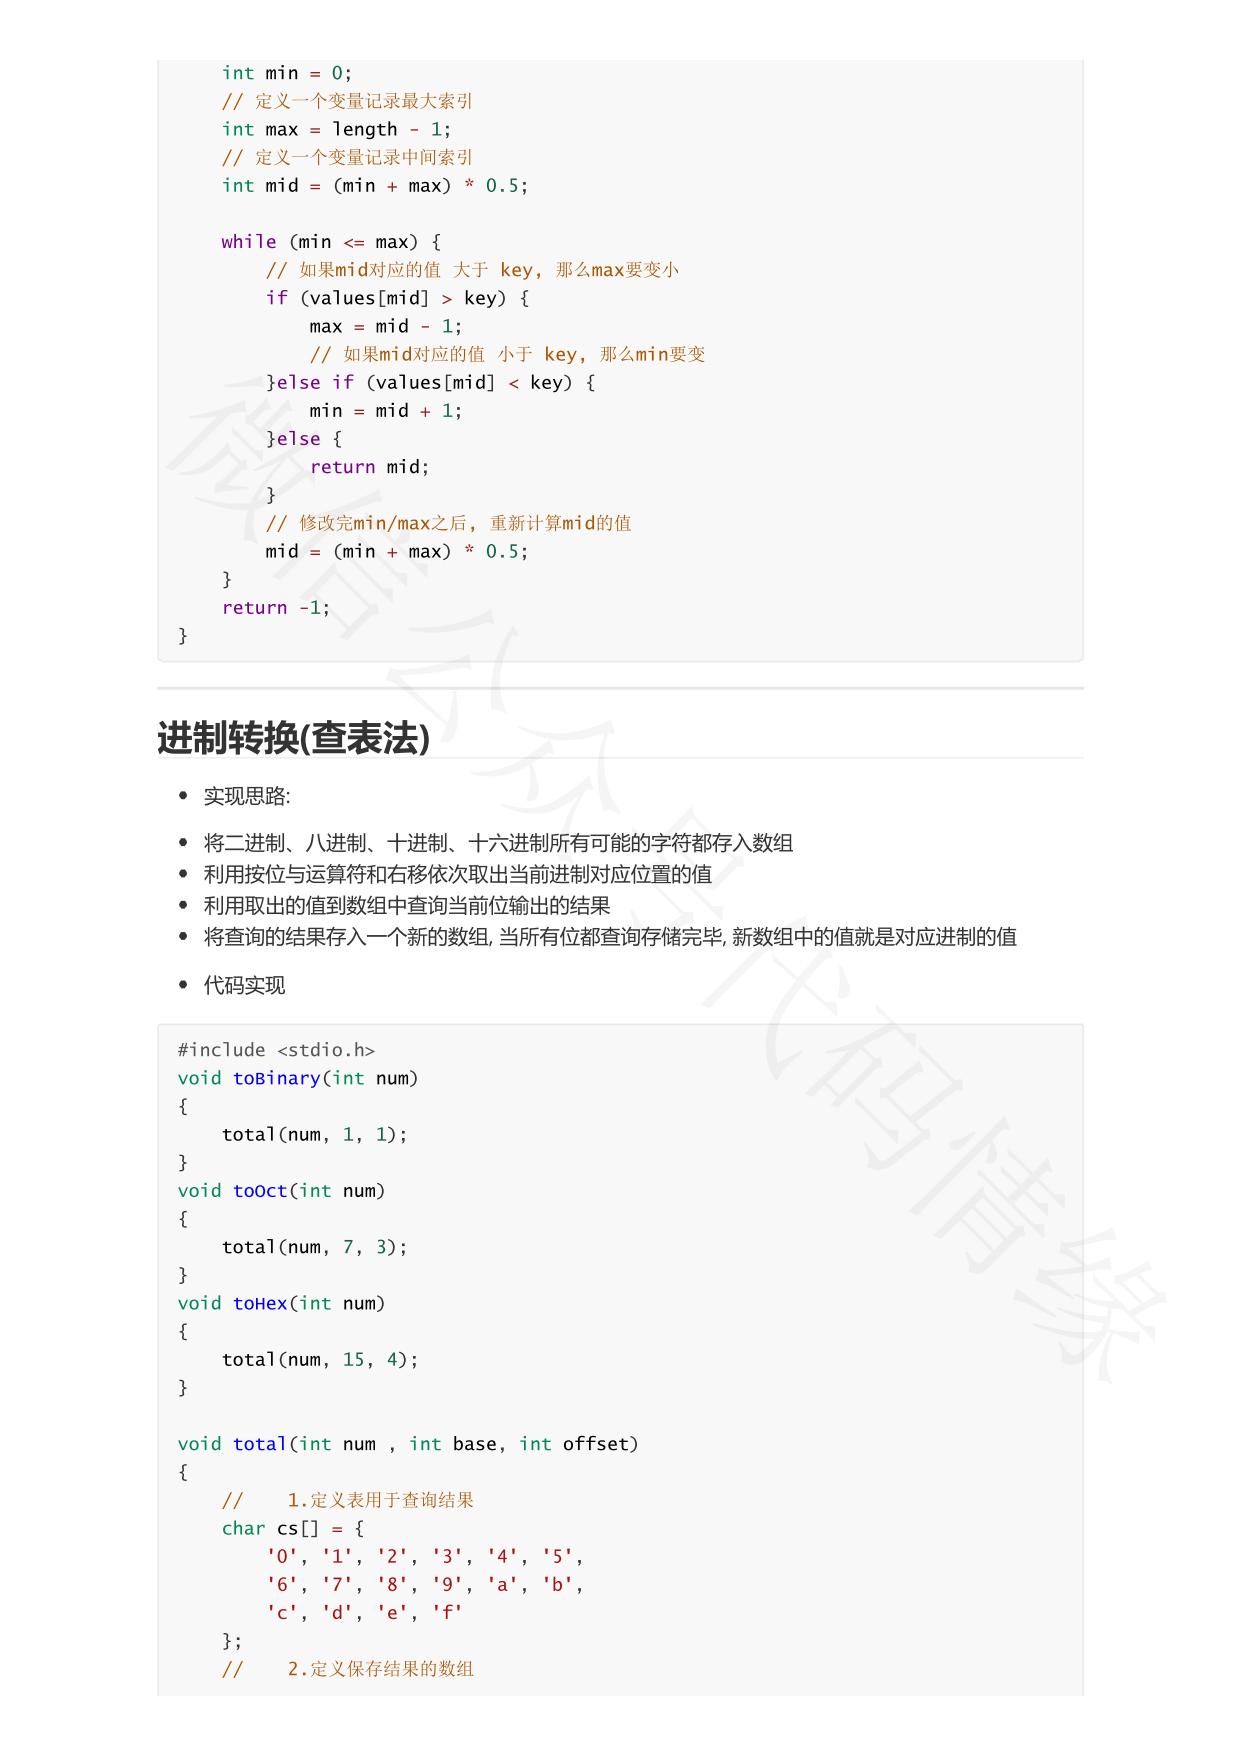 int min = 0;
    // 定义一个变量记录最大索引
    int max = length - 1;
    // 定义一个变量记录中间索引
    int mid = (min + max) * 0.5;

    while (min <= max) {
        // 如果mid对应的值 大于 key, 那么max要变小
        if (values[mid] > key) {
            max = mid - 1;
            // 如果mid对应的值 小于 key, 那么min要变
        }else if (values[mid] < key) {
            min = mid + 1;
        }else {
            return mid;
        }
        // 修改完min/max之后, 重新计算mid的值
        mid = (min + max) * 0.5;
    }
    return -1;
}
进制转换(查表法)
• 实现思路:
• 将二进制、八进制、十进制、十六进制所有可能的字符都存入数组
• 利用按位与运算符和右移依次取出当前进制对应位置的值
• 利用取出的值到数组中查询当前位输出的结果
• 将查询的结果存入一个新的数组, 当所有位都查询存储完毕, 新数组中的值就是对应进制的值
• 代码实现
#include <stdio.h>
void toBinary(int num)
{
    total(num, 1, 1);
}
void toOct(int num)
{
    total(num, 7, 3);
}
void toHex(int num)
{
    total(num, 15, 4);
}

void total(int num , int base, int offset)
{
    //    1.定义表用于查询结果
    char cs[] = {
        '0', '1', '2', '3', '4', '5',
        '6', '7', '8', '9', 'a', 'b',
        'c', 'd', 'e', 'f'
    };
    //    2.定义保存结果的数组
微信公众号代码情缘